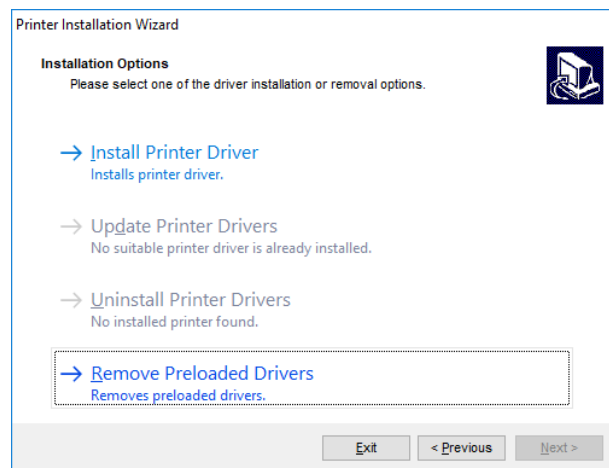 Printer Installation Wizard
Installation Options
Please select one of the driver installation or removal options.
Install Printer Driver
Installs printer driver.
Update Printer Drivers
No suitable printer driver is already installed.
Uninstall Printer Drivers
No installed printer found.
Remove Preloaded Drivers
Removes preloaded drivers.
Exit < Previous Next >